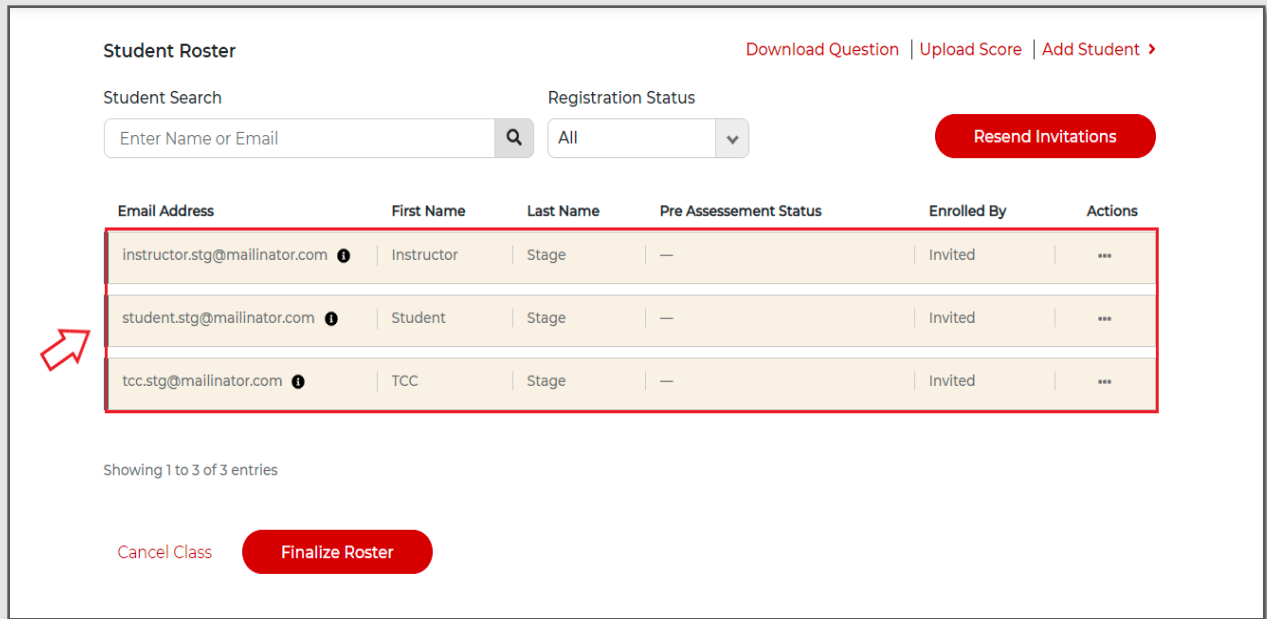 Student Roster
Download Question | Upload Score | Add Student >
Student Search
Registration Status
Enter Name or Email
All
Resend Invitations
Email Address First Name Last Name Pre Assessement Status Enrolled By Actions
instructor.stg@mailinator.com Instructor Stage — Invited ...
student.stg@mailinator.com Student Stage — Invited ...
tcc.stg@mailinator.com TCC Stage — Invited ...
Showing 1 to 3 of 3 entries
Cancel Class
Finalize Roster